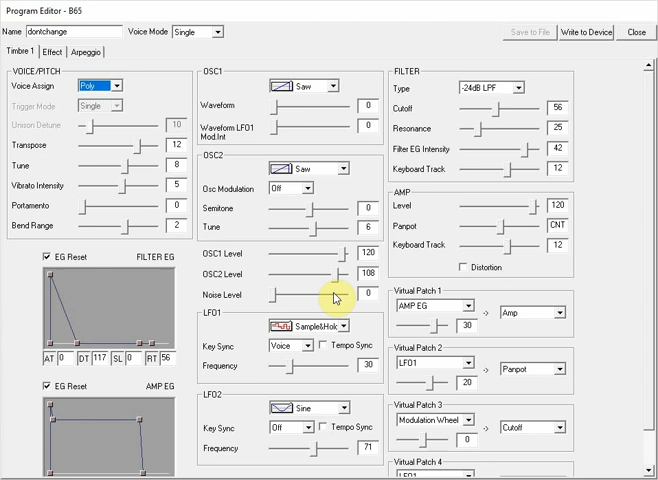 Program Editor - B65
Name dontchange Voice Mode Single Save to File Write to Device Close
Timbre 1 Effect Arpeggio
VOICE/PITCH
Voice Assign Poly
Trigger Mode Single
Unison Detune 10
Transpose 12
Tune 8
Vibrato Intensity 5
Portamento 0
Bend Range 2
EG Reset FILTER EG
AT 0 DT 117 SL 0 RT 56
EG Reset AMP EG
OSC1
Saw
Waveform 0
Waveform LFO1 0
Mod.Int
OSC2
Saw
Osc Modulation Off
Semitone 0
Tune 6
OSC1 Level 120
OSC2 Level 108
Noise Level 0
LFO1
Sample&Hol
Key Sync Voice Tempo Sync
Frequency 30
LFO2
Sine
Key Sync Off Tempo Sync
Frequency 71
FILTER
Type -24dB LPF
Cutoff 56
Resonance 25
Filter EG Intensity 42
Keyboard Track 12
AMP
Level 120
Panpot CNT
Keyboard Track 12
Distortion
Virtual Patch 1
AMP EG -> Amp
30
Virtual Patch 2
LFO1 -> Panpot
20
Virtual Patch 3
Modulation Wheel -> Cutoff
0
Virtual Patch 4
LFO1